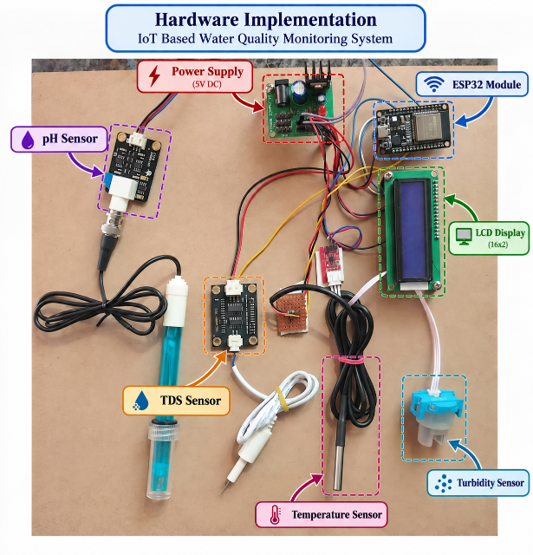 Hardware Implementation
IoT Based Water Quality Monitoring System
Power Supply
(5V DC)
ESP32 Module
pH Sensor
LCD Display
(16x2)
TDS Sensor
Turbidity Sensor
Temperature Sensor